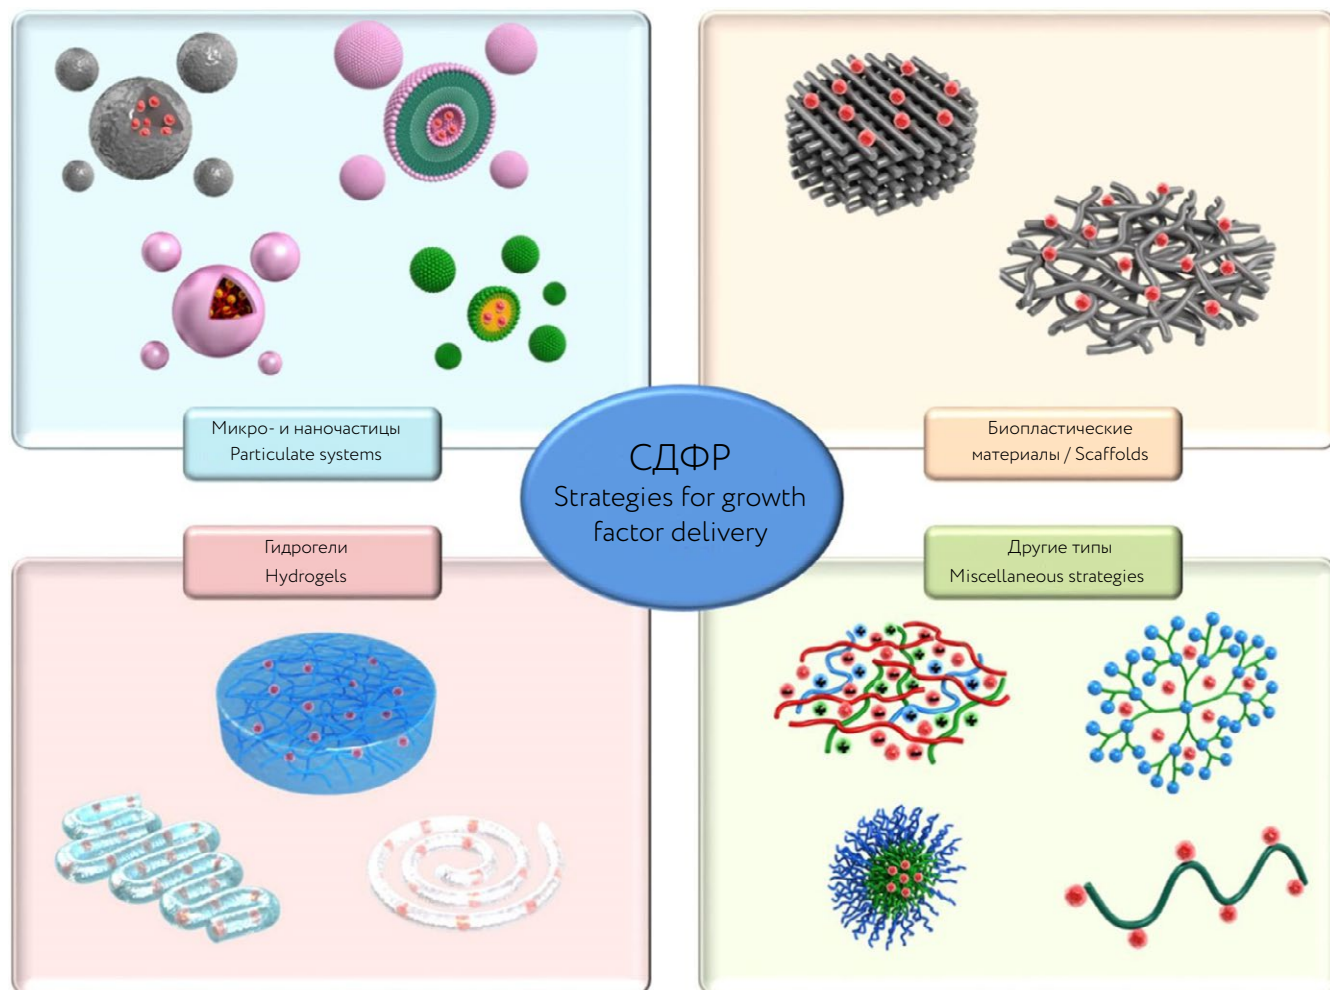 Микро- и наночастицы
Particulate systems
Биопластические
материалы / Scaffolds
СДФР
Strategies for growth
factor delivery
Гидрогели
Hydrogels
Другие типы
Miscellaneous strategies